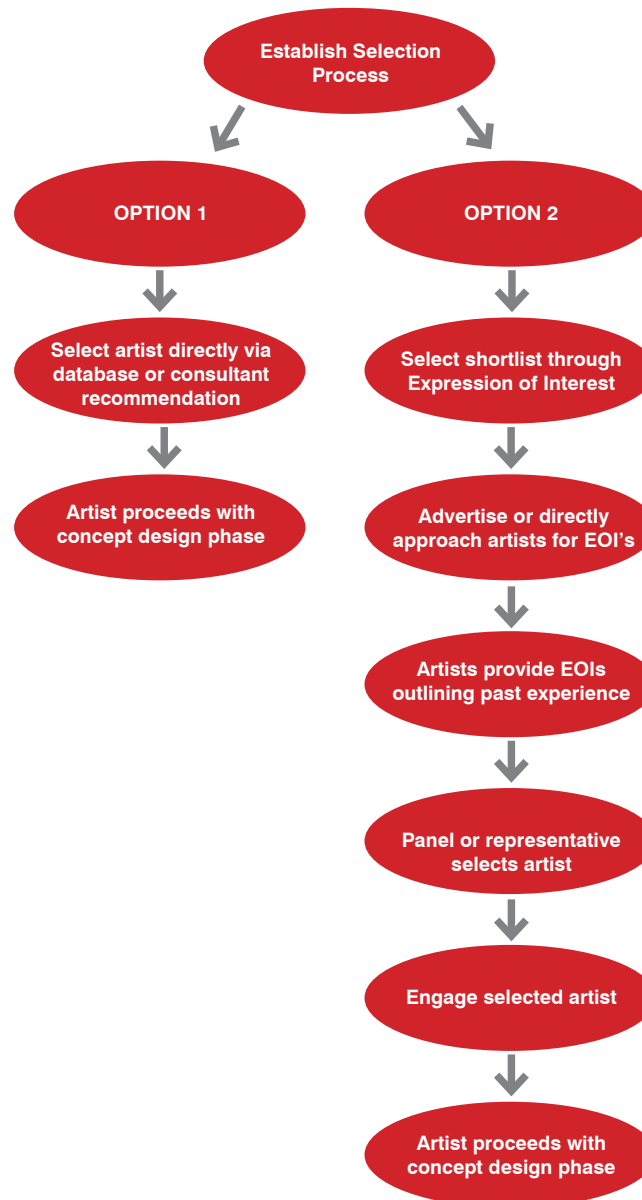 Establish Selection
Process
OPTION 1
Select artist directly via
database or consultant
recommendation
Artist proceeds with
concept design phase
OPTION 2
Select shortlist through
Expression of Interest
Advertise or directly
approach artists for EOI’s
Artists provide EOIs
outlining past experience
Panel or representative
selects artist
Engage selected artist
Artist proceeds with
concept design phase